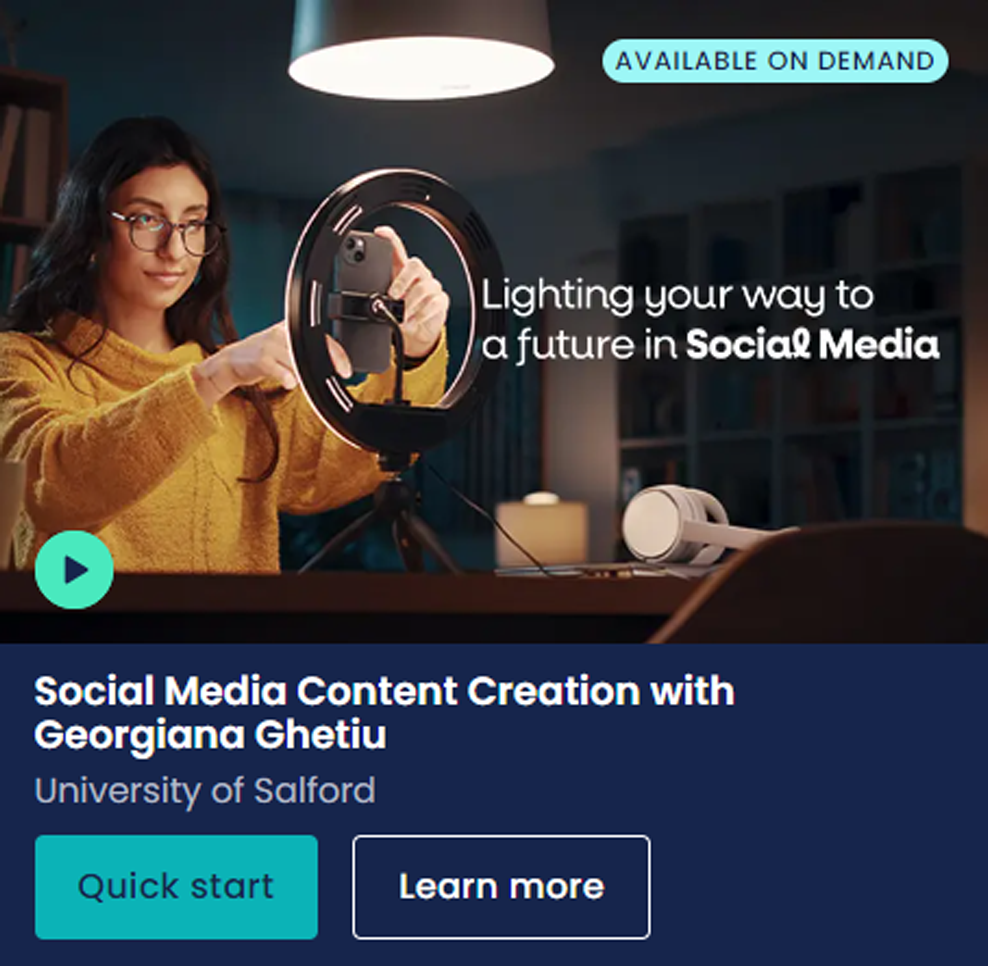 AVAILABLE ON DEMAND
Lighting your way to
a future in Social Media
Social Media Content Creation with
Georgiana Ghetiu
University of Salford
Quick start
Learn more